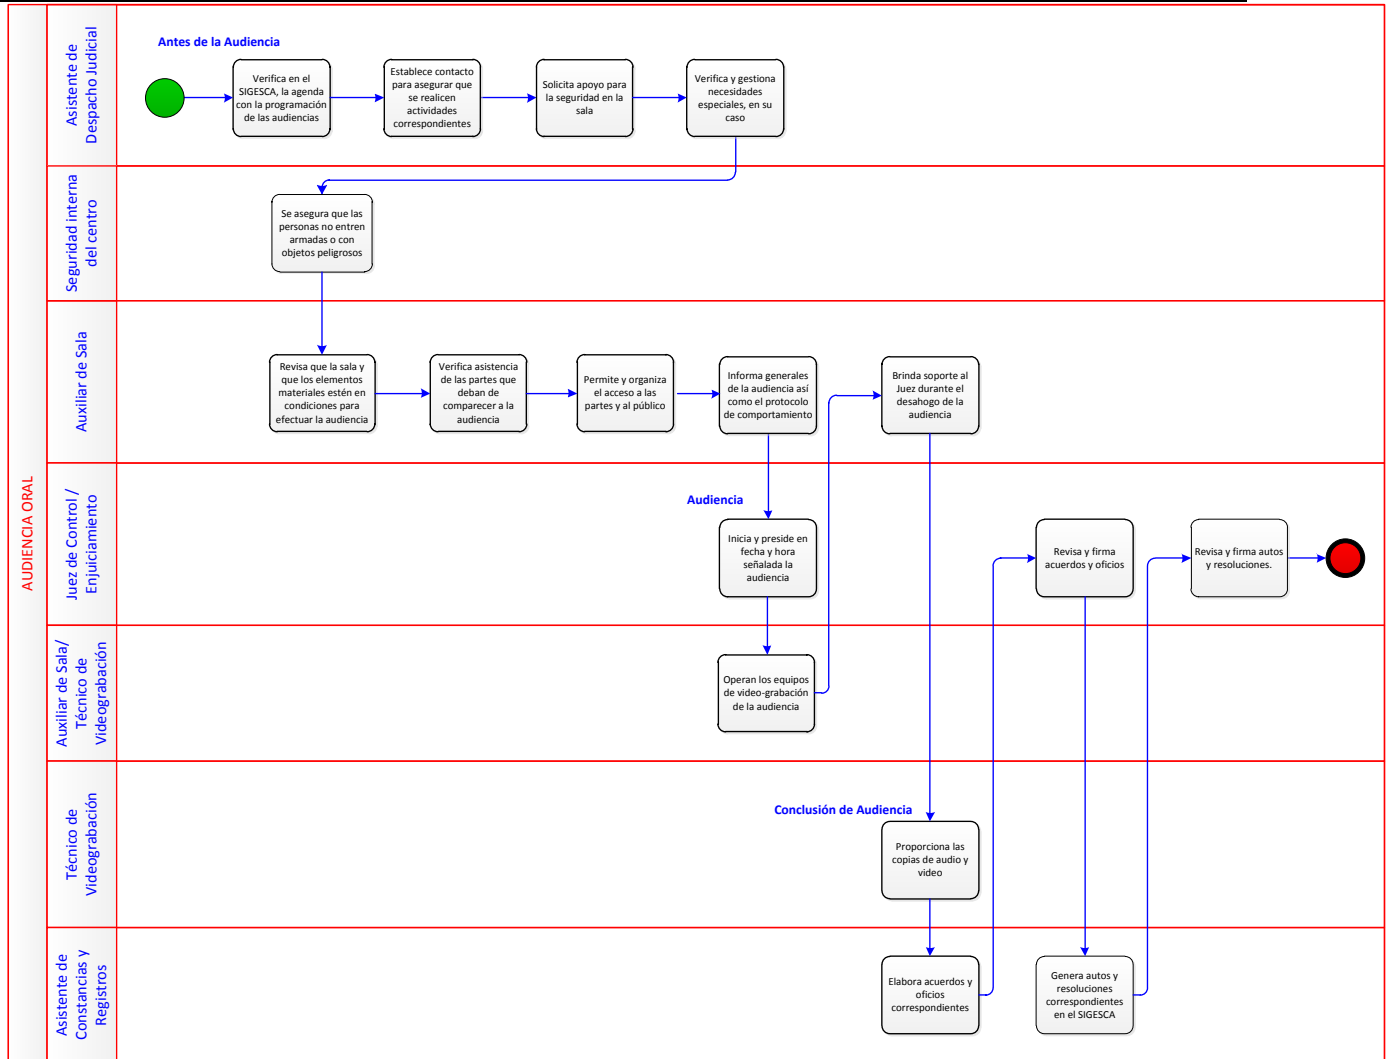 AUDIENCIA ORAL
Asistente de
Despacho Judicial
Antes de la Audiencia
Verifica en el
SIGESCA, la agenda
con la programación
de las audiencias
Establece contacto
para asegurar que
se realicen
actividades
correspondientes
Solicita apoyo para
la seguridad en la
sala
Verifica y gestiona
necesidades
especiales, en su
caso
Seguridad interna
del centro
Se asegura que las
personas no entren
armadas o con
objetos peligrosos
Auxiliar de Sala
Revisa que la sala y
que los elementos
materiales estén en
condiciones para
efectuar la audiencia
Verifica asistencia
de las partes que
deban de
comparecer a la
audiencia
Permite y organiza
el acceso a las
partes y al público
Informa generales
de la audiencia así
como el protocolo
de comportamiento
Brinda soporte al
Juez durante el
desahogo de la
audiencia
Juez de Control /
Enjuiciamiento
Audiencia
Inicia y preside en
fecha y hora
señalada la
audiencia
Revisa y firma
acuerdos y oficios
Revisa y firma autos
y resoluciones.
Auxiliar de Sala/
Técnico de
Videograbación
Operan los equipos
de video-grabación
de la audiencia
Técnico de
Videograbación
Conclusión de Audiencia
Proporciona las
copias de audio y
video
Asistente de
Constancias y
Registros
Elabora acuerdos y
oficios
correspondientes
Genera autos y
resoluciones
correspondientes
en el SIGESCA